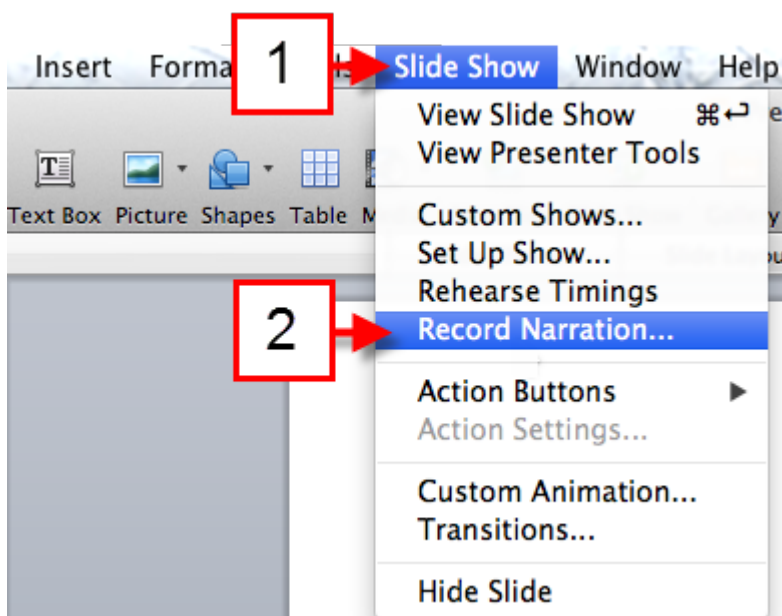 1
Insert Forma Slide Show Window Help
View Slide Show ⌘↩
View Presenter Tools
Text Box Picture Shapes Table M
Custom Shows...
Set Up Show...
Rehearse Timings
2
Record Narration...
Action Buttons ▶
Action Settings...
Custom Animation...
Transitions...
Hide Slide